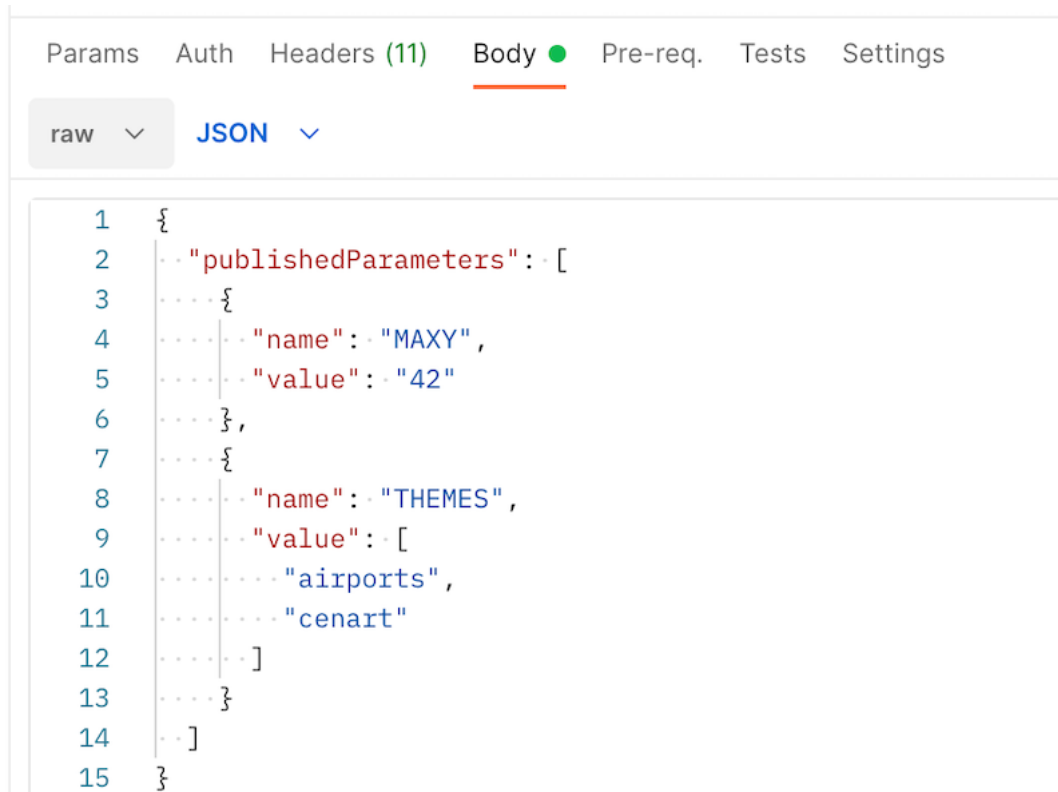 Params Auth Headers (11) Body Pre-req. Tests Settings
raw JSON
1 {
2   "publishedParameters": [
3     {
4       "name": "MAXY",
5       "value": "42"
6     },
7     {
8       "name": "THEMES",
9       "value": [
10         "airports",
11         "cenart"
12       ]
13     }
14   ]
15 }